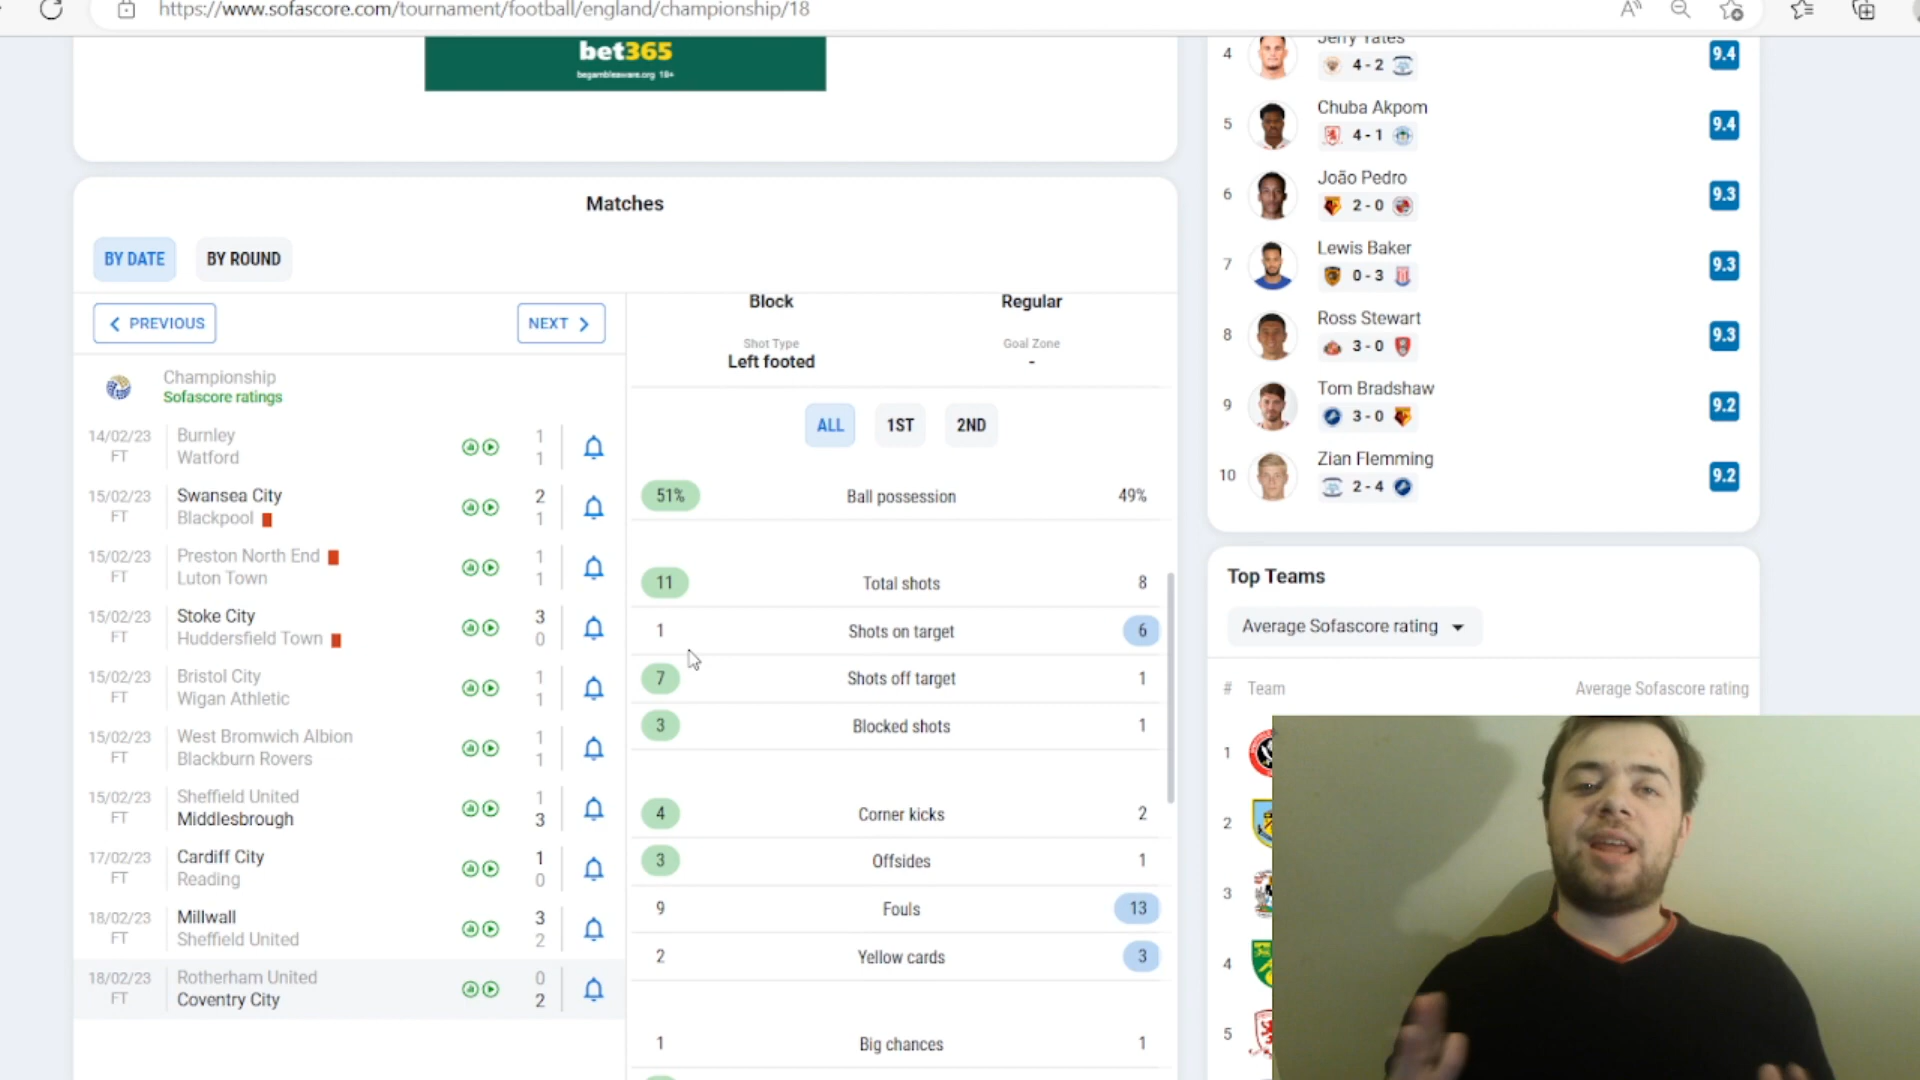 https://www.sofascore.com/tournament/football/england/championship/18
bet365
begambleaware.org 18+
Matches
BY DATE
BY ROUND
PREVIOUS
NEXT
Championship
Sofascore ratings
14/02/23 Burnley 1
FT Watford 1
15/02/23 Swansea City 2
FT Blackpool 1
15/02/23 Preston North End 1
FT Luton Town 1
15/02/23 Stoke City 3
FT Huddersfield Town 0
15/02/23 Bristol City 1
FT Wigan Athletic 1
15/02/23 West Bromwich Albion 1
FT Blackburn Rovers 1
15/02/23 Sheffield United 1
FT Middlesbrough 3
17/02/23 Cardiff City 1
FT Reading 0
18/02/23 Millwall 3
FT Sheffield United 2
18/02/23 Rotherham United 0
FT Coventry City 2
Block Regular
Shot Type Goal Zone
Left footed -
ALL 1ST 2ND
51% Ball possession 49%
11 Total shots 8
1 Shots on target 6
7 Shots off target 1
3 Blocked shots 1
4 Corner kicks 2
3 Offsides 1
9 Fouls 13
2 Yellow cards 3
1 Big chances 1
4 Jerry Yates 9.4
4 - 2
5 Chuba Akpom 9.4
4 - 1
6 João Pedro 9.3
2 - 0
7 Lewis Baker 9.3
0 - 3
8 Ross Stewart 9.3
3 - 0
9 Tom Bradshaw 9.2
3 - 0
10 Zian Flemming 9.2
2 - 4
Top Teams
Average Sofascore rating
# Team Average Sofascore rating
1
2
3
4
5